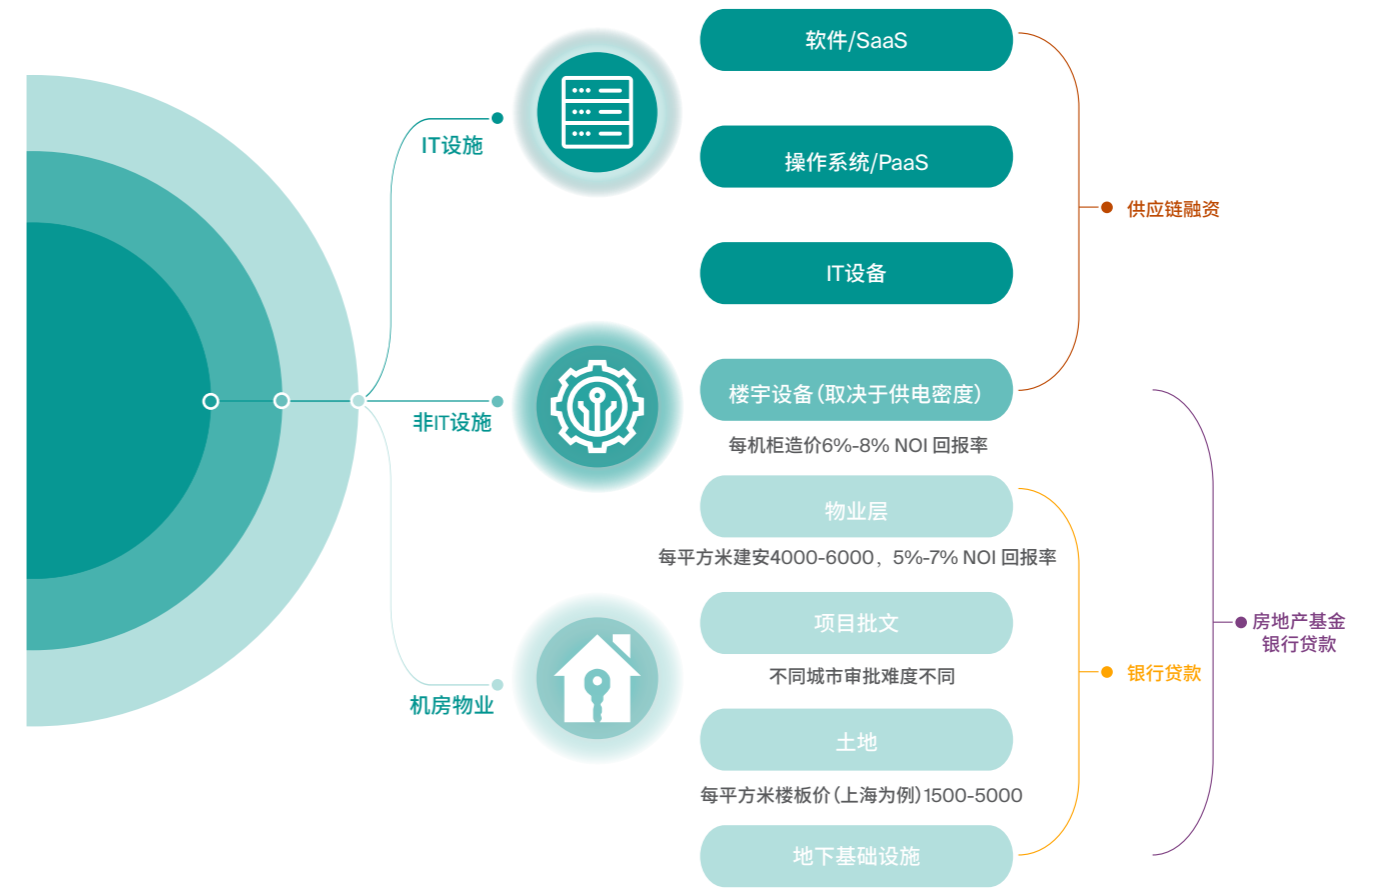 IT设施
非IT设施
机房物业
软件/SaaS
操作系统/PaaS
IT设备
楼宇设备(取决于供电密度)
每机柜造价6%-8% NOI 回报率
物业层
每平方米建安4000-6000，5%-7% NOI 回报率
项目批文
不同城市审批难度不同
土地
每平方米楼板价(上海为例)1500-5000
地下基础设施
供应链融资
银行贷款
房地产基金
银行贷款